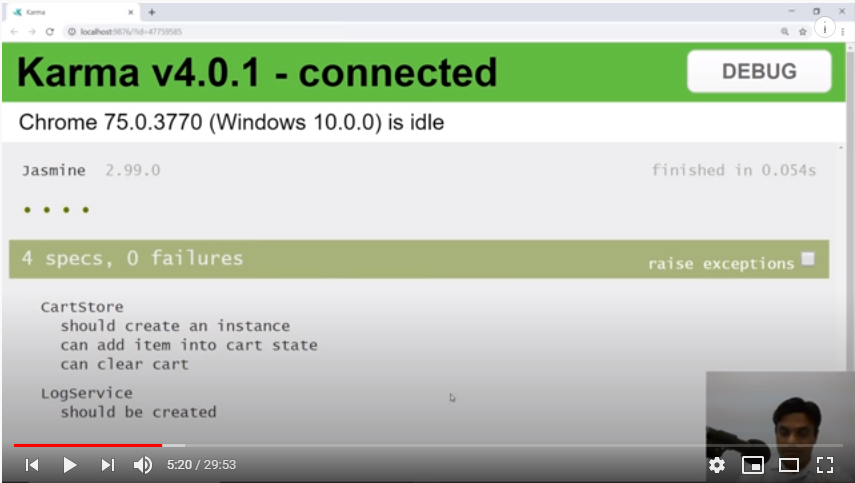 Karma
localhost:9876/?id=47759585
Karma v4.0.1 - connected
DEBUG
Chrome 75.0.3770 (Windows 10.0.0) is idle
Jasmine 2.99.0
finished in 0.054s
4 specs, 0 failures
raise exceptions
CartStore
should create an instance
can add item into cart state
can clear cart
LogService
should be created
5:20 / 29:53